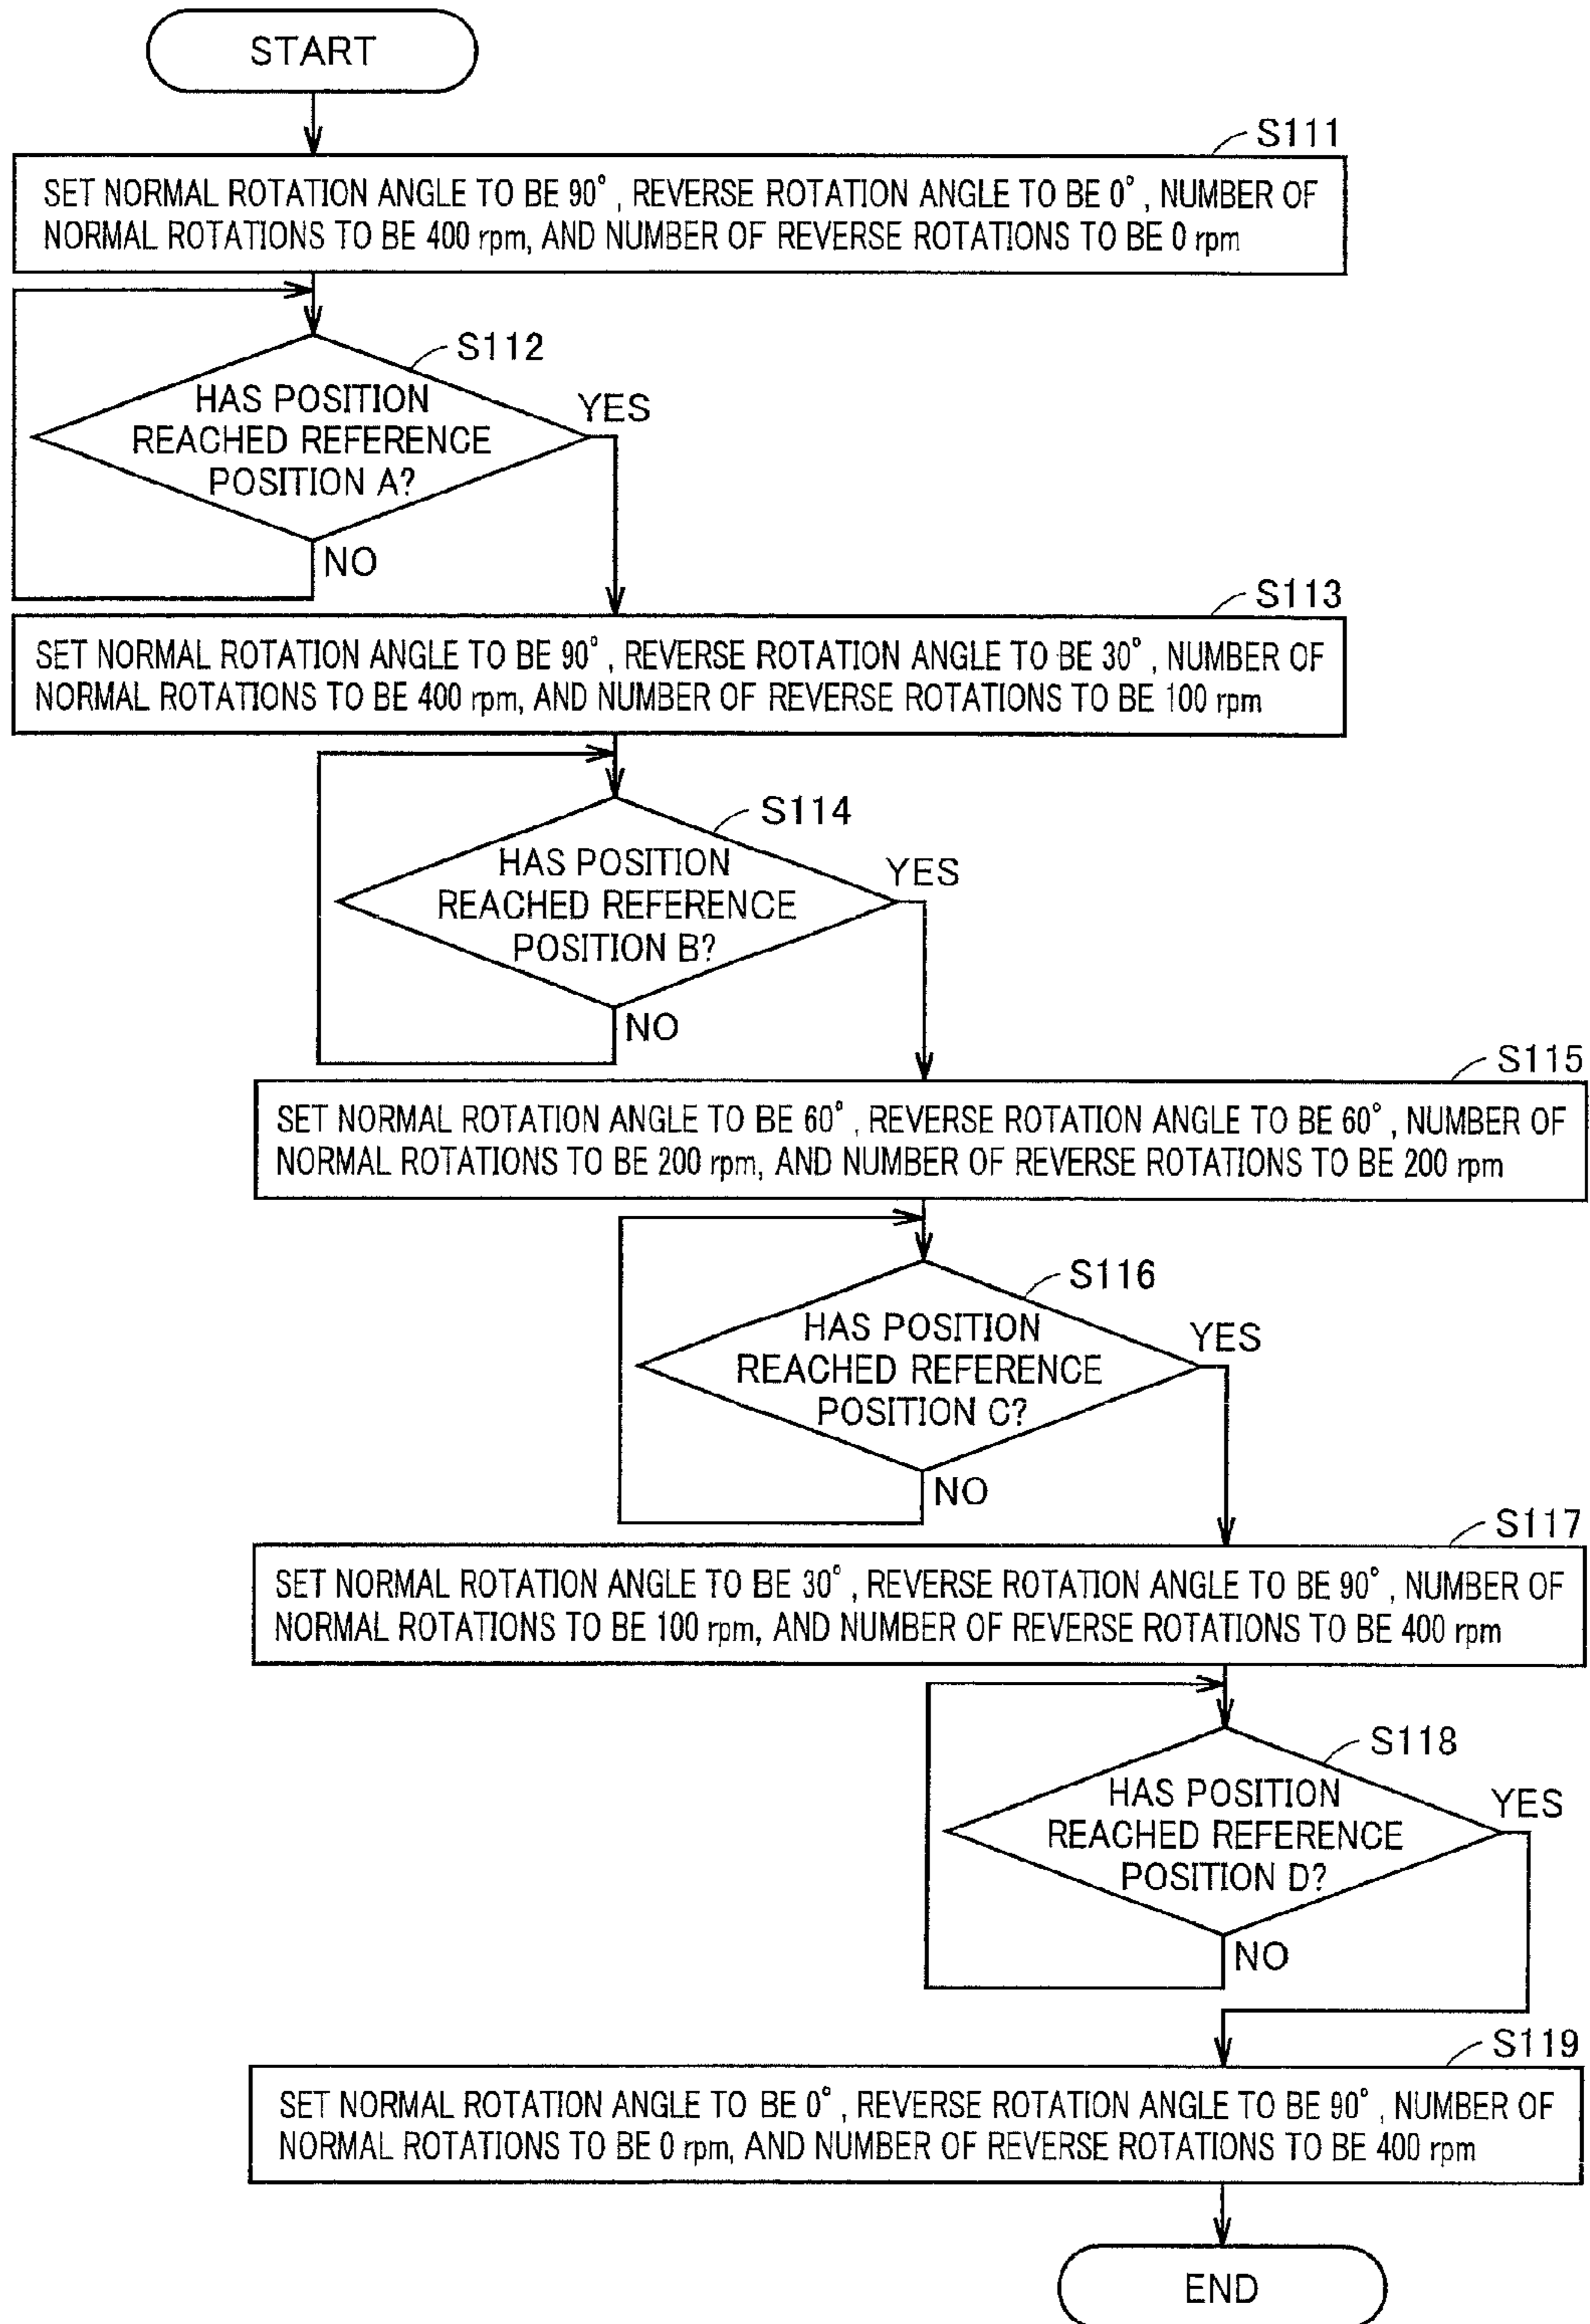 START
S111
SET NORMAL ROTATION ANGLE TO BE 90°, REVERSE ROTATION ANGLE TO BE 0°, NUMBER OF
NORMAL ROTATIONS TO BE 400 rpm, AND NUMBER OF REVERSE ROTATIONS TO BE 0 rpm
S112
HAS POSITION
REACHED REFERENCE
POSITION A?
YES
NO
S113
SET NORMAL ROTATION ANGLE TO BE 90°, REVERSE ROTATION ANGLE TO BE 30°, NUMBER OF
NORMAL ROTATIONS TO BE 400 rpm, AND NUMBER OF REVERSE ROTATIONS TO BE 100 rpm
S114
HAS POSITION
REACHED REFERENCE
POSITION B?
YES
NO
S115
SET NORMAL ROTATION ANGLE TO BE 60°, REVERSE ROTATION ANGLE TO BE 60°, NUMBER OF
NORMAL ROTATIONS TO BE 200 rpm, AND NUMBER OF REVERSE ROTATIONS TO BE 200 rpm
S116
HAS POSITION
REACHED REFERENCE
POSITION C?
YES
NO
S117
SET NORMAL ROTATION ANGLE TO BE 30°, REVERSE ROTATION ANGLE TO BE 90°, NUMBER OF
NORMAL ROTATIONS TO BE 100 rpm, AND NUMBER OF REVERSE ROTATIONS TO BE 400 rpm
S118
HAS POSITION
REACHED REFERENCE
POSITION D?
YES
NO
S119
SET NORMAL ROTATION ANGLE TO BE 0°, REVERSE ROTATION ANGLE TO BE 90°, NUMBER OF
NORMAL ROTATIONS TO BE 0 rpm, AND NUMBER OF REVERSE ROTATIONS TO BE 400 rpm
END